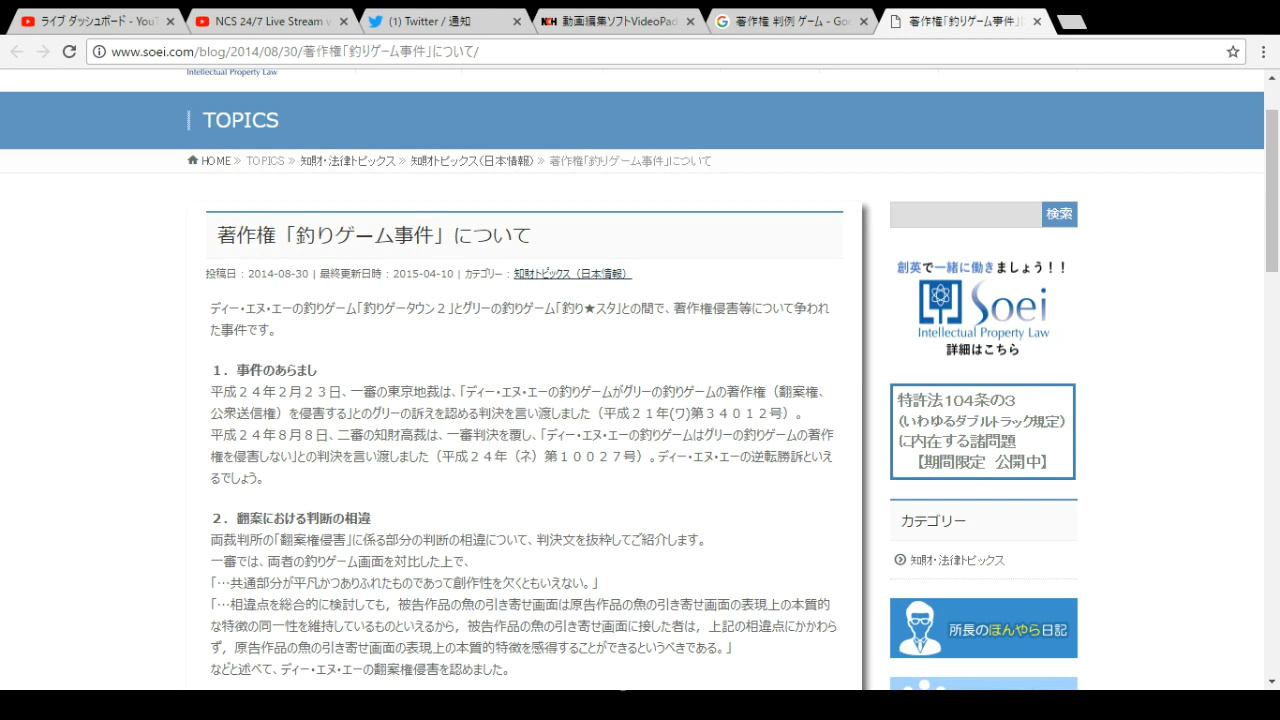 ライブ ダッシュボード - YouT
NCS 24/7 Live Stream v
(1) Twitter / 通知
NCH 動画編集ソフトVideoPad
著作権 判例 ゲーム - Goo
著作権「釣りゲーム事件」に
www.soei.com/blog/2014/08/30/著作権「釣りゲーム事件」について/
Intellectual Property Law
TOPICS
HOME » TOPICS » 知財・法律トピックス » 知財トピックス（日本情報） » 著作権「釣りゲーム事件」について
検索
著作権「釣りゲーム事件」について
投稿日 : 2014-08-30 | 最終更新日時 : 2015-04-10 | カテゴリー : 知財トピックス（日本情報）
ディー・エヌ・エーの釣りゲーム「釣りゲータウン２」とグリーの釣りゲーム「釣り★スタ」との間で、著作権侵害等について争われ
た事件です。
１．事件のあらまし
平成２４年２月２３日、一審の東京地裁は、「ディー・エヌ・エーの釣りゲームがグリーの釣りゲームの著作権（翻案権、
公衆送信権）を侵害する」とのグリーの訴えを認める判決を言い渡しました（平成２１年(ワ)第３４０１２号）。
平成２４年８月８日、二審の知財高裁は、一審判決を覆し、「ディー・エヌ・エーの釣りゲームはグリーの釣りゲームの著作
権を侵害しない」との判決を言い渡しました（平成２４年（ネ）第１００２７号）。ディー・エヌ・エーの逆転勝訴といえ
るでしょう。
２．翻案における判断の相違
両裁判所の「翻案権侵害」に係る部分の判断の相違について、判決文を抜粋してご紹介します。
一審では、両者の釣りゲーム画面を対比した上で、
「…共通部分が平凡かつありふれたものであって創作性を欠くともいえない。」
「…相違点を総合的に検討しても，被告作品の魚の引き寄せ画面は原告作品の魚の引き寄せ画面の表現上の本質的
な特徴の同一性を維持しているものといえるから，被告作品の魚の引き寄せ画面に接した者は，上記の相違点にかかわら
ず，原告作品の魚の引き寄せ画面の表現上の本質的特徴を感得することができるというべきである。」
などと述べて、ディー・エヌ・エーの翻案権侵害を認めました。
創英で一緒に働きましょう！！
Soei
Intellectual Property Law
詳細はこちら
特許法104条の3
（いわゆるダブルトラック規定）
に内在する諸問題
【期間限定 公開中】
カテゴリー
知財・法律トピックス
所長のほんやら日記